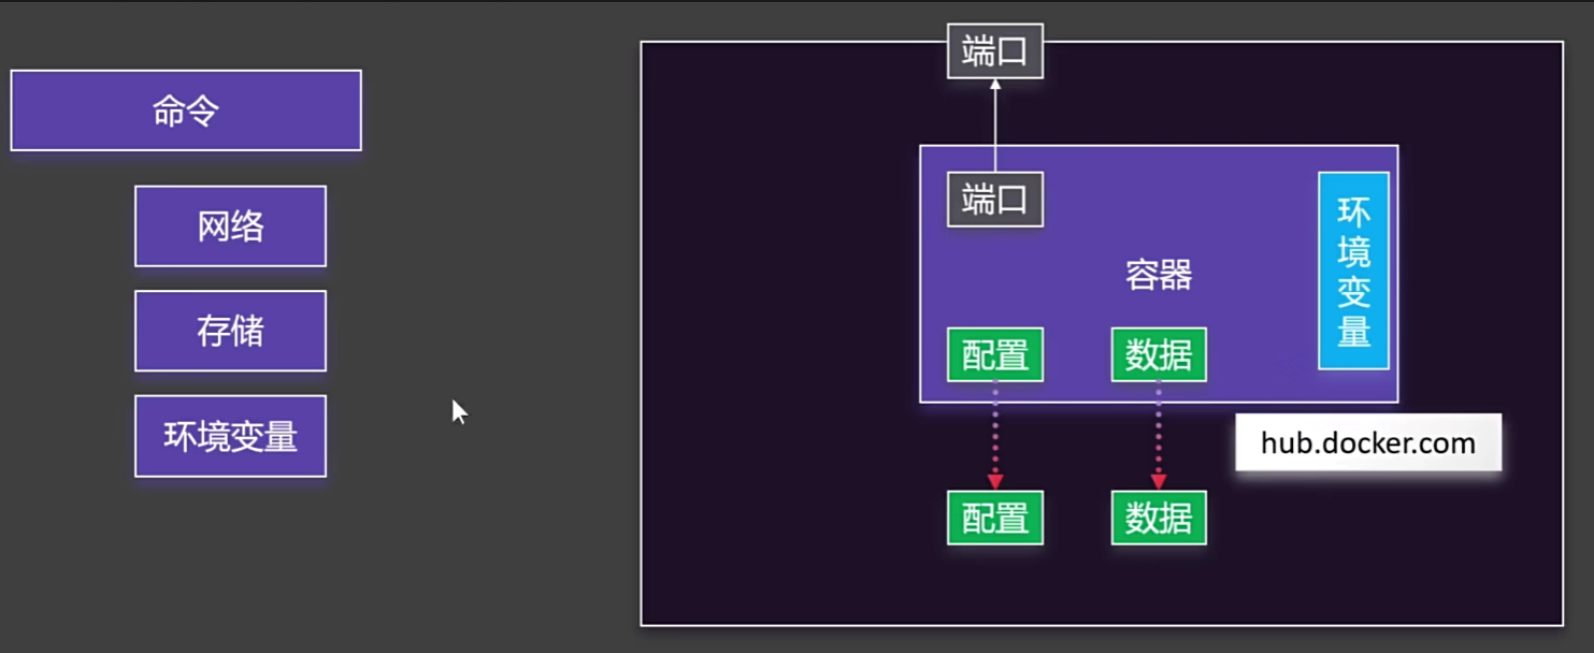 命令
网络
存储
环境变量
端口
端口
容器
环境变量
配置
数据
hub.docker.com
配置
数据